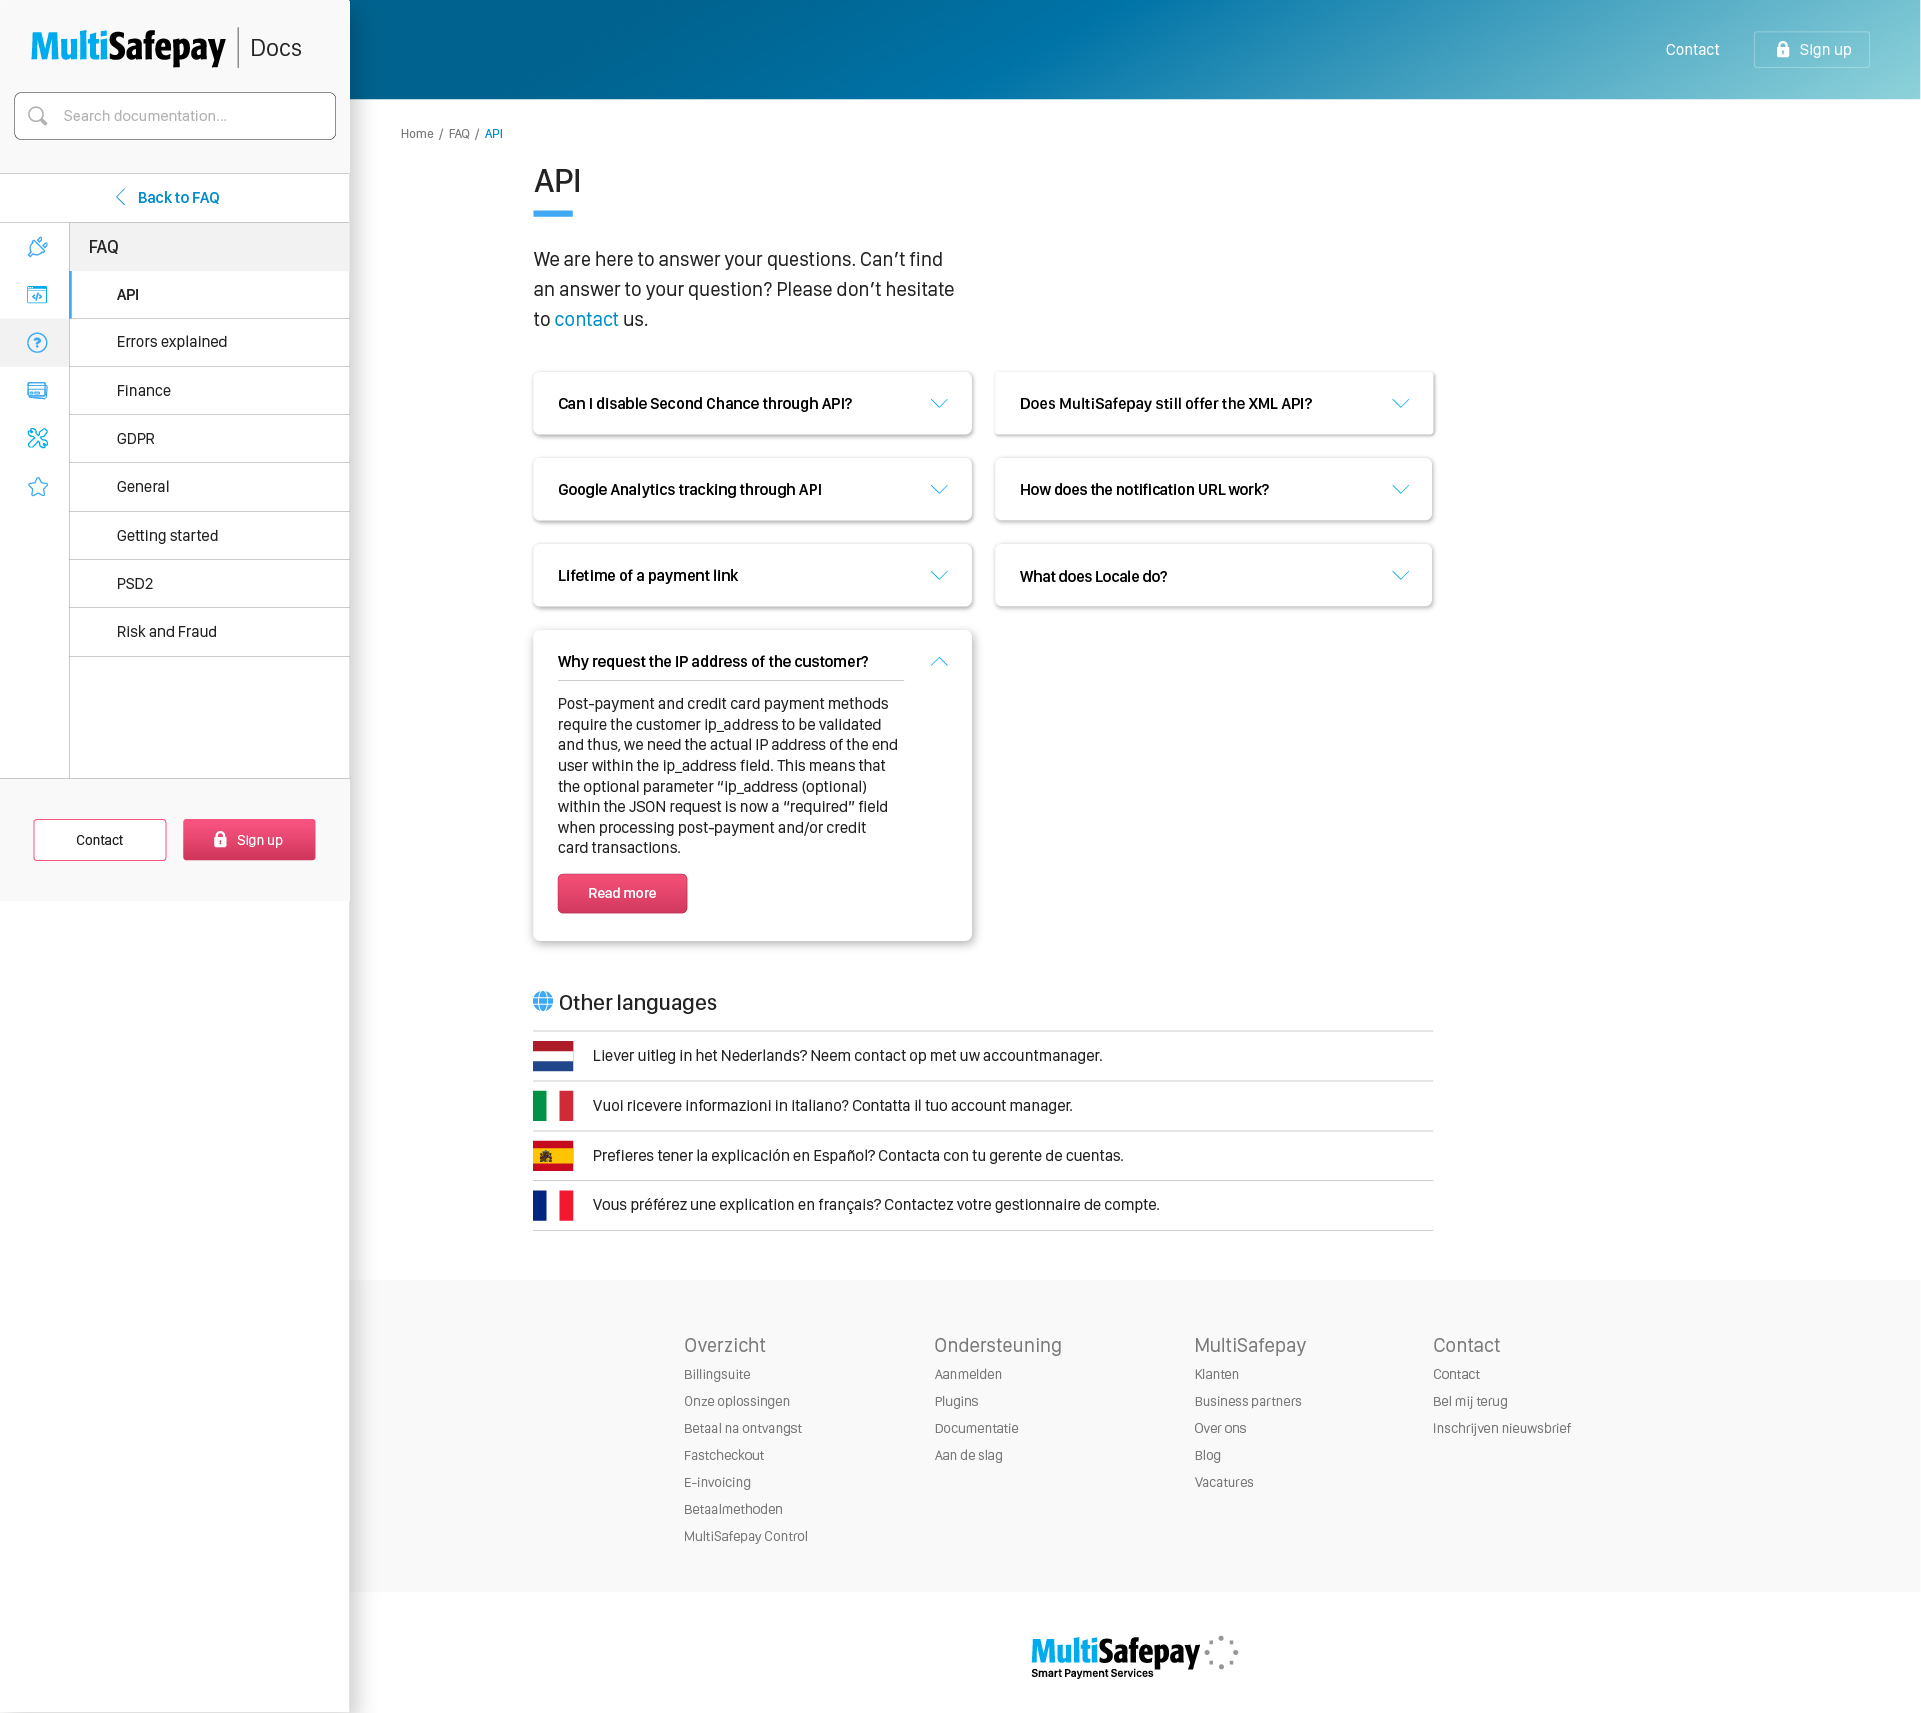 MultiSafepay Docs
Search documentation...
Back to FAQ
FAQ
API
Errors explained
Finance
GDPR
General
Getting started
PSD2
Risk and Fraud
Contact
Sign up
Contact
Sign up
Home / FAQ / API
API
We are here to answer your questions. Can’t find
an answer to your question? Please don’t hesitate
to contact us.
Can I disable Second Chance through API?
Does MultiSafepay still offer the XML API?
Google Analytics tracking through API
How does the notification URL work?
Lifetime of a payment link
What does Locale do?
Why request the IP address of the customer?
Post-payment and credit card payment methods
require the customer ip_address to be validated
and thus, we need the actual IP address of the end
user within the ip_address field. This means that
the optional parameter “ip_address (optional)
within the JSON request is now a “required” field
when processing post-payment and/or credit
card transactions.
Read more
Other languages
Liever uitleg in het Nederlands? Neem contact op met uw accountmanager.
Vuoi ricevere informazioni in italiano? Contatta il tuo account manager.
Prefieres tener la explicación en Español? Contacta con tu gerente de cuentas.
Vous préférez une explication en français? Contactez votre gestionnaire de compte.
Overzicht
Billingsuite
Onze oplossingen
Betaal na ontvangst
Fastcheckout
E-invoicing
Betaalmethoden
MultiSafepay Control
Ondersteuning
Aanmelden
Plugins
Documentatie
Aan de slag
MultiSafepay
Klanten
Business partners
Over ons
Blog
Vacatures
Contact
Contact
Bel mij terug
Inschrijven nieuwsbrief
MultiSafepay
Smart Payment Services